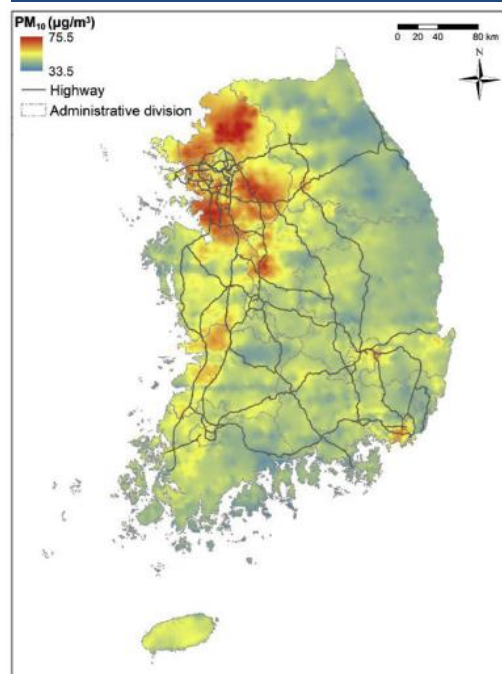 PM₁₀ (µg/m³)
75.5
33.5
Highway
Administrative division
0 20 40 80 km